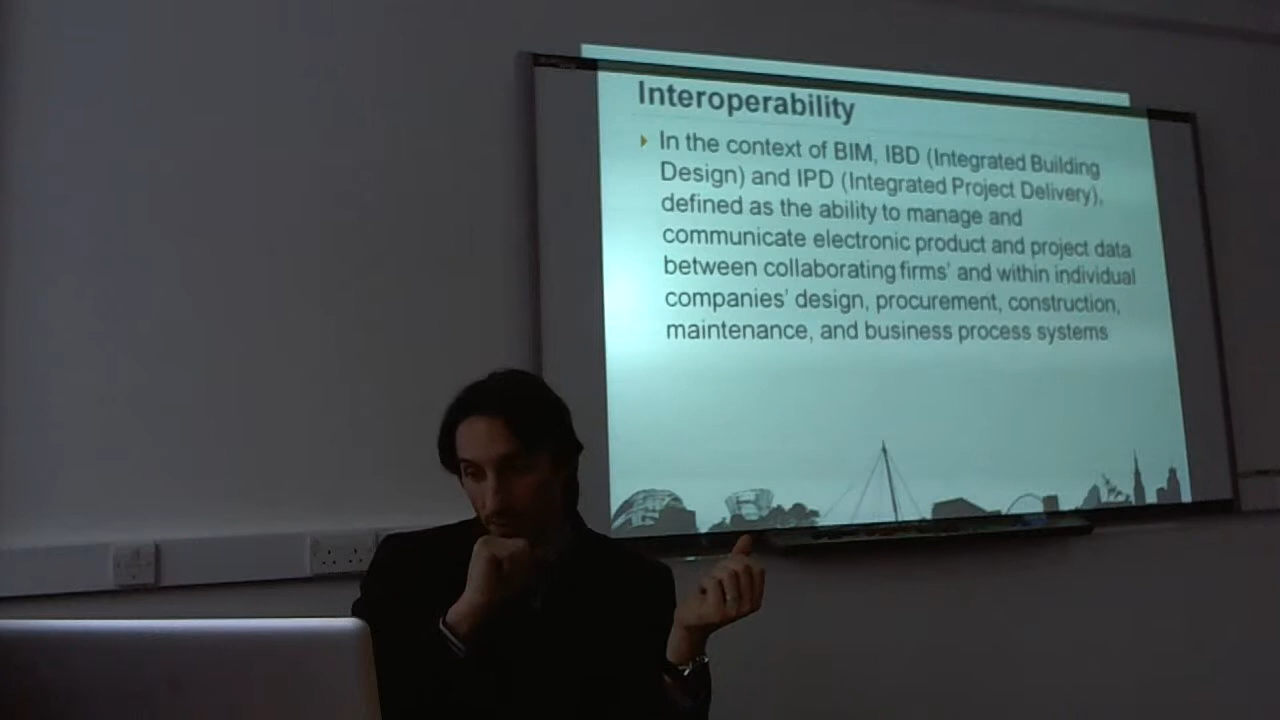 Interoperability
In the context of BIM, IBD (Integrated Building
Design) and IPD (Integrated Project Delivery),
defined as the ability to manage and
communicate electronic product and project data
between collaborating firms’ and within individual
companies’ design, procurement, construction,
maintenance, and business process systems